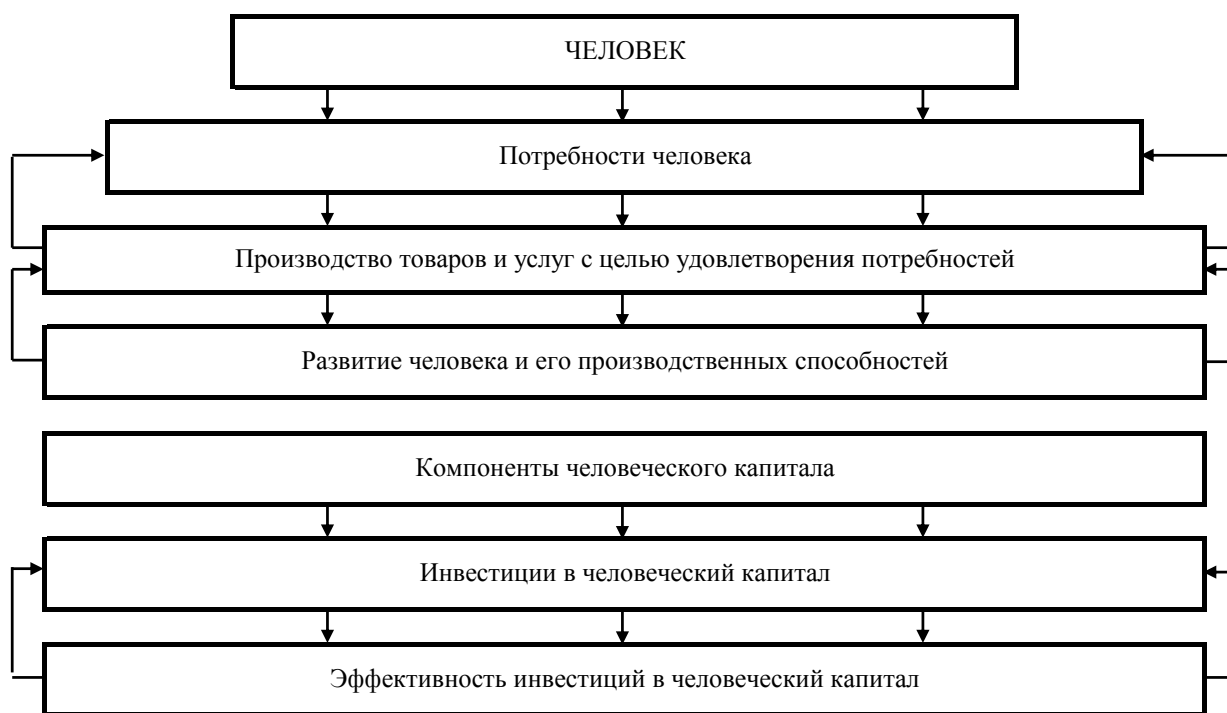 ЧЕЛОВЕК
Потребности человека
Производство товаров и услуг с целью удовлетворения потребностей
Развитие человека и его производственных способностей
Компоненты человеческого капитала
Инвестиции в человеческий капитал
Эффективность инвестиций в человеческий капитал